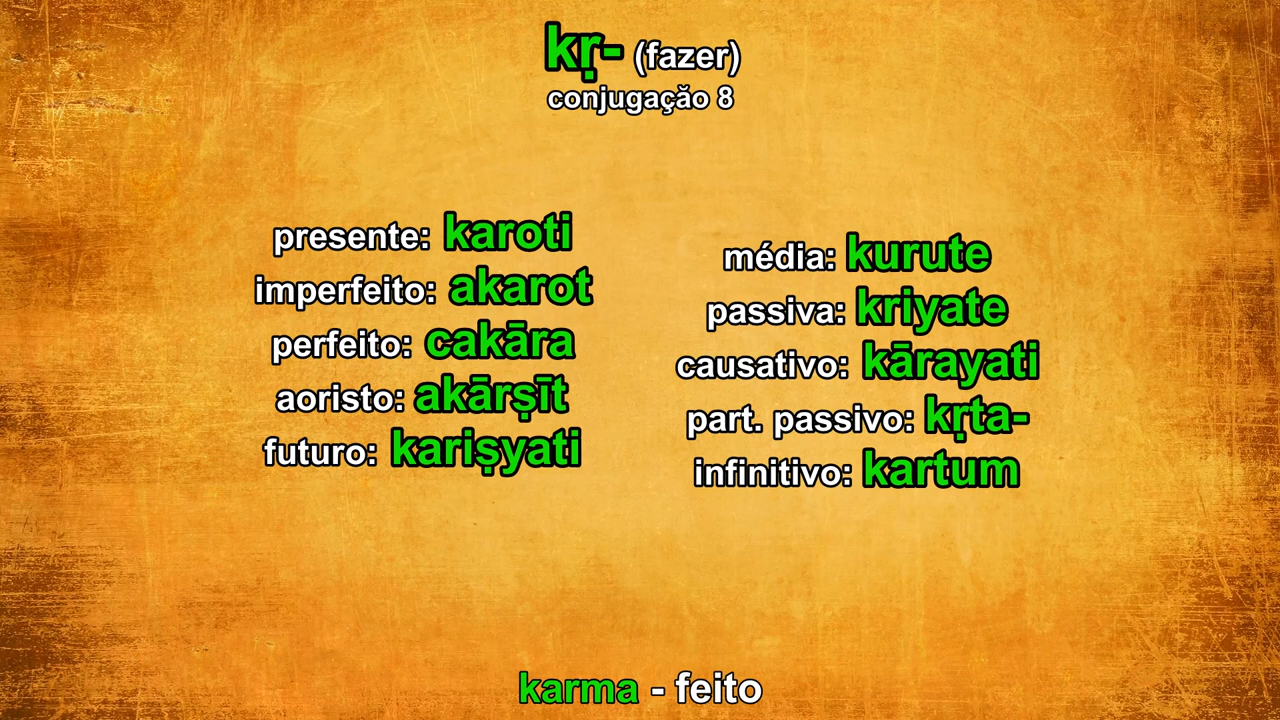 kṛ- (fazer)
conjugação 8
presente: karoti
imperfeito: akarot
perfeito: cakāra
aoristo: akārṣīt
futuro: kariṣyati
média: kurute
passiva: kriyate
causativo: kārayati
part. passivo: kṛta-
infinitivo: kartum
karma - feito